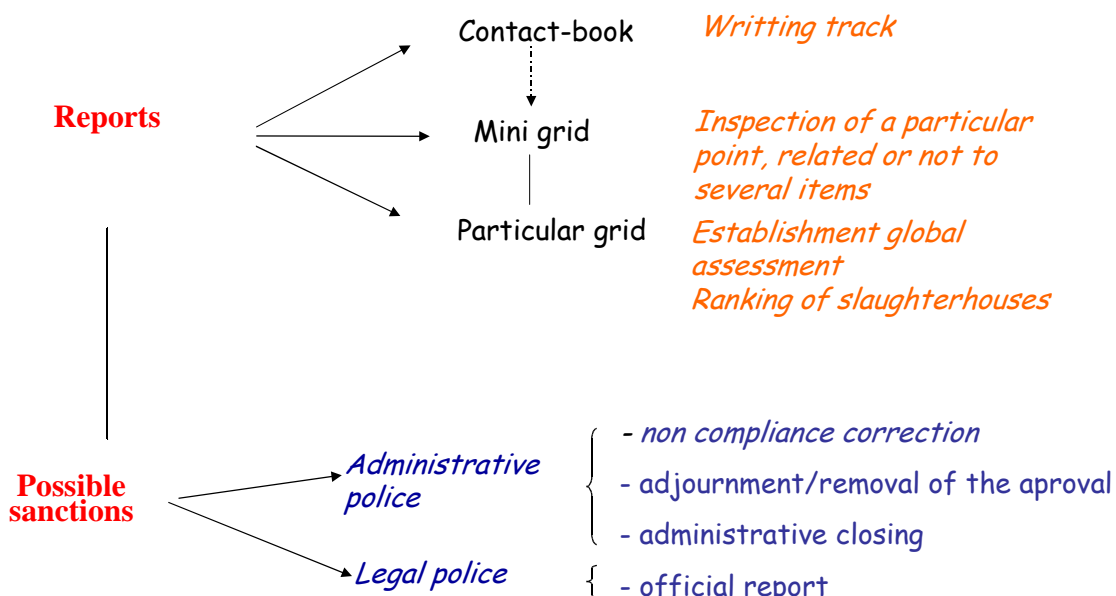 Contact-book
Writting track
Reports
Mini grid
Inspection of a particular
point, related or not to
several items
Particular grid
Establishment global
assessment
Ranking of slaughterhouses
Possible
sanctions
Administrative
police
- non compliance correction
- adjournment/removal of the aproval
- administrative closing
Legal police
- official report